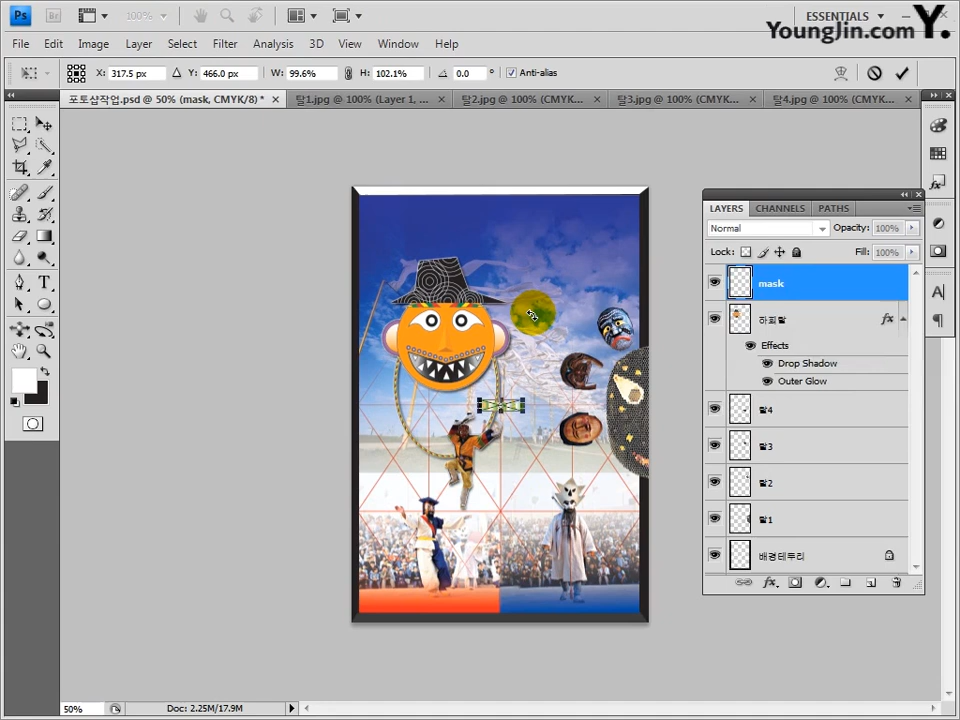 Ps Br 100% ESSENTIALS
YoungJin.com Y.
File Edit Image Layer Select Filter Analysis 3D View Window Help
X: 317.5 px Y: 466.0 px W: 99.6% H: 102.1% 0.0 ° Anti-alias
포토샵작업.psd @ 50% (mask, CMYK/8) * × 탈1.jpg @ 100% (Layer 1, ... × 탈2.jpg @ 100% (CMYK... × 탈3.jpg @ 100% (CMYK... × 탈4.jpg @ 100% (CMYK... ×
LAYERS CHANNELS PATHS
Normal Opacity: 100%
Lock: Fill: 100%
mask
하회탈 fx
Effects
Drop Shadow
Outer Glow
탈4
탈3
탈2
탈1
배경테두리
50% Doc: 2.25M/17.9M